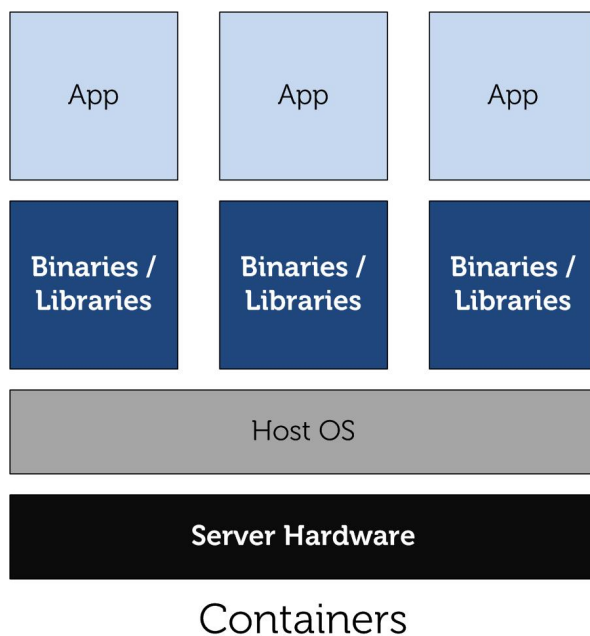 App
App
App
Binaries /
Libraries
Binaries /
Libraries
Binaries /
Libraries
Host OS
Server Hardware
Containers